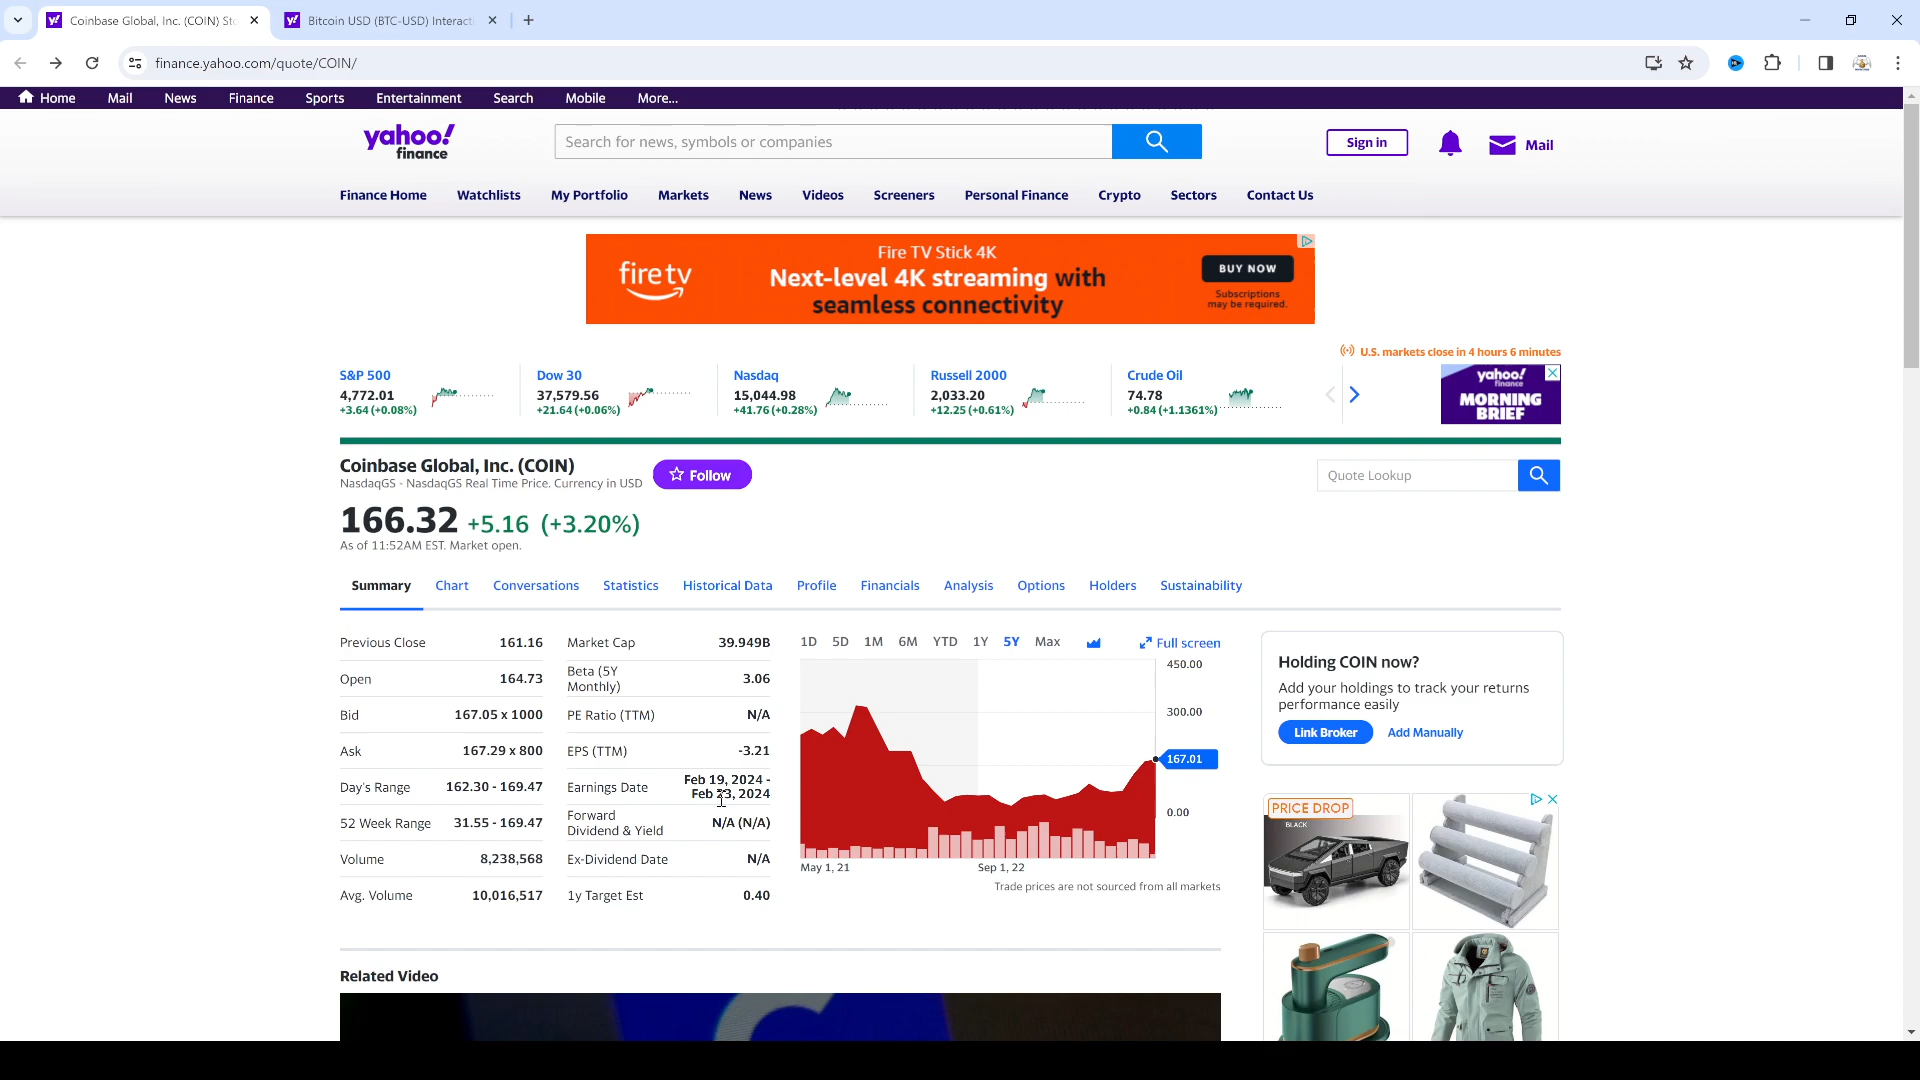 Coinbase Global, Inc. (COIN) Sto
Bitcoin USD (BTC-USD) Interacti
finance.yahoo.com/quote/COIN/
Home Mail News Finance Sports Entertainment Search Mobile More...
yahoo!
finance
Search for news, symbols or companies
Sign in
Mail
Finance Home Watchlists My Portfolio Markets News Videos Screeners Personal Finance Crypto Sectors Contact Us
fire tv
Fire TV Stick 4K
Next-level 4K streaming with
seamless connectivity
BUY NOW
Subscriptions
may be required.
U.S. markets close in 4 hours 6 minutes
S&P 500
4,772.01
+3.64 (+0.08%)
Dow 30
37,579.56
+21.64 (+0.06%)
Nasdaq
15,044.98
+41.76 (+0.28%)
Russell 2000
2,033.20
+12.25 (+0.61%)
Crude Oil
74.78
+0.84 (+1.1361%)
yahoo!
finance
MORNING
BRIEF
Coinbase Global, Inc. (COIN)
NasdaqGS - NasdaqGS Real Time Price. Currency in USD
Follow
Quote Lookup
166.32 +5.16 (+3.20%)
As of 11:52AM EST. Market open.
Summary Chart Conversations Statistics Historical Data Profile Financials Analysis Options Holders Sustainability
Previous Close 161.16
Open 164.73
Bid 167.05 x 1000
Ask 167.29 x 800
Day's Range 162.30 - 169.47
52 Week Range 31.55 - 169.47
Volume 8,238,568
Avg. Volume 10,016,517
Market Cap 39.949B
Beta (5Y
Monthly) 3.06
PE Ratio (TTM) N/A
EPS (TTM) -3.21
Earnings Date Feb 19, 2024 -
Feb 23, 2024
Forward
Dividend & Yield N/A (N/A)
Ex-Dividend Date N/A
1y Target Est 0.40
1D 5D 1M 6M YTD 1Y 5Y Max
Full screen
450.00
300.00
167.01
0.00
May 1, 21
Sep 1, 22
Trade prices are not sourced from all markets
Holding COIN now?
Add your holdings to track your returns
performance easily
Link Broker
Add Manually
PRICE DROP
BLACK
Related Video